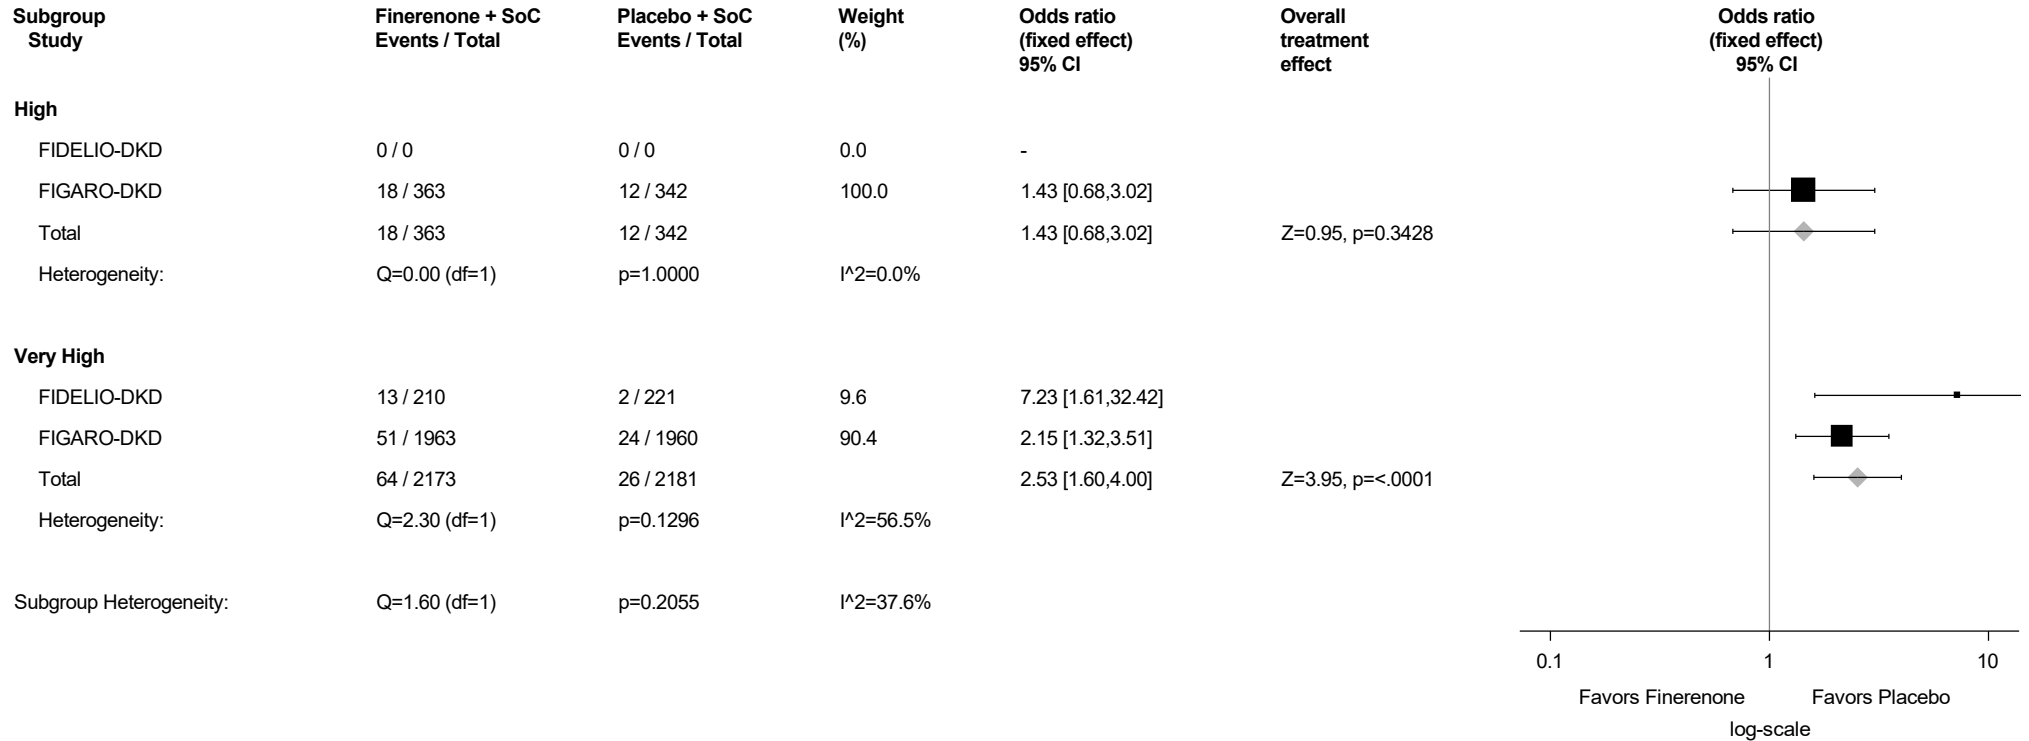 Subgroup Finerenone + SoC Placebo + SoC Weight Odds ratio Overall Odds ratio
Study Events / Total Events / Total (%) (fixed effect) treatment (fixed effect)
95% CI effect 95% CI
High
FIDELIO-DKD 0 / 0 0 / 0 0.0 -
FIGARO-DKD 18 / 363 12 / 342 100.0 1.43 [0.68,3.02]
Total 18 / 363 12 / 342 1.43 [0.68,3.02] Z=0.95, p=0.3428
Heterogeneity: Q=0.00 (df=1) p=1.0000 I^2=0.0%
Very High
FIDELIO-DKD 13 / 210 2 / 221 9.6 7.23 [1.61,32.42]
FIGARO-DKD 51 / 1963 24 / 1960 90.4 2.15 [1.32,3.51]
Total 64 / 2173 26 / 2181 2.53 [1.60,4.00] Z=3.95, p=<.0001
Heterogeneity: Q=2.30 (df=1) p=0.1296 I^2=56.5%
Subgroup Heterogeneity: Q=1.60 (df=1) p=0.2055 I^2=37.6%
0.1 1 10
Favors Finerenone Favors Placebo
log-scale